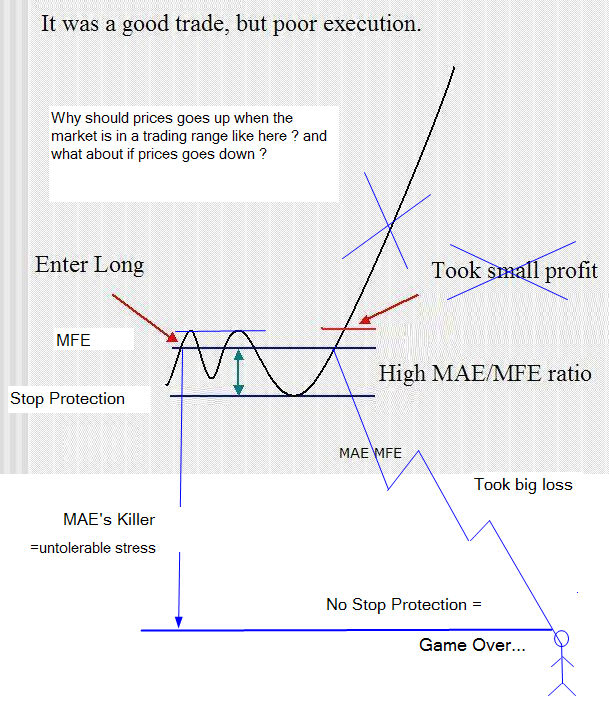 It was a good trade, but poor execution.
Why should prices goes up when the
market is in a trading range like here ? and
what about if prices goes down ?
Enter Long
Took small profit
MFE
High MAE/MFE ratio
Stop Protection
MAE MFE
Took big loss
MAE's Killer
=untolerable stress
No Stop Protection =
Game Over...